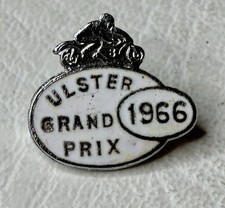 ULSTER
GRAND 1966
PRIX